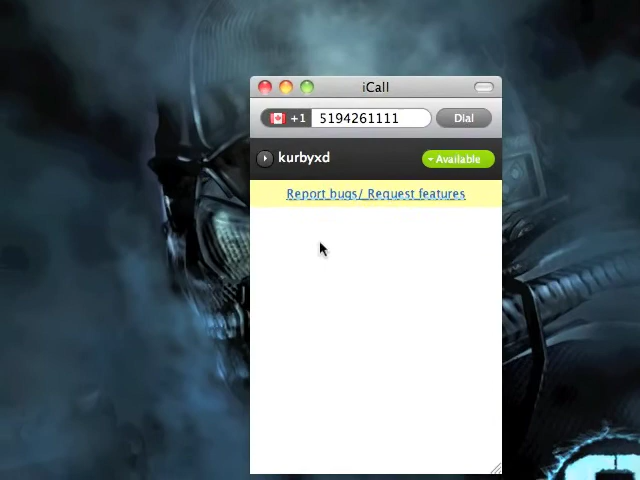 iCall
+1 5194261111 Dial
kurbyxd Available
Report bugs/ Request features